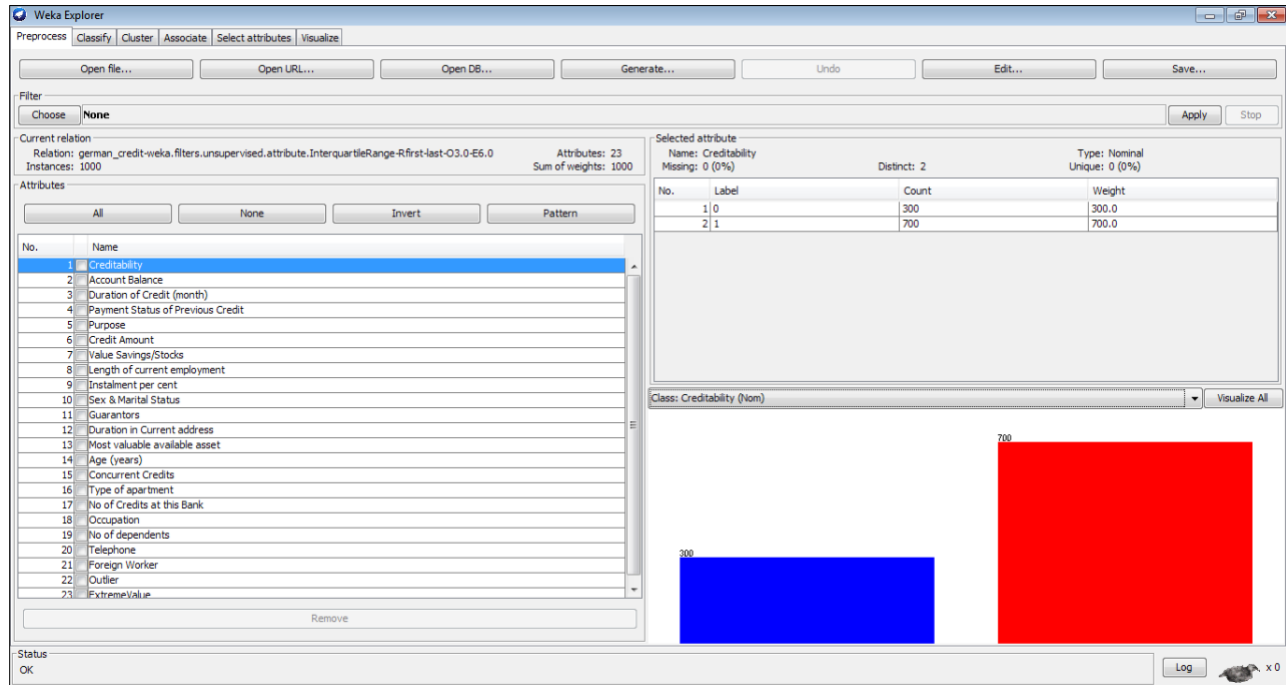 Weka Explorer
Preprocess Classify Cluster Associate Select attributes Visualize
Open file... Open URL... Open DB... Generate... Undo Edit... Save...
Filter
Choose None Apply Stop
Current relation
Relation: german_credit-weka.filters.unsupervised.attribute.InterquartileRange-Rfirst-last-O3.0-E6.0 Attributes: 23
Instances: 1000 Sum of weights: 1000
Attributes
All None Invert Pattern
No. Name
1 Creditability
2 Account Balance
3 Duration of Credit (month)
4 Payment Status of Previous Credit
5 Purpose
6 Credit Amount
7 Value Savings/Stocks
8 Length of current employment
9 Instalment per cent
10 Sex & Marital Status
11 Guarantors
12 Duration in Current address
13 Most valuable available asset
14 Age (years)
15 Concurrent Credits
16 Type of apartment
17 No of Credits at this Bank
18 Occupation
19 No of dependents
20 Telephone
21 Foreign Worker
22 Outlier
23 ExtremeValue
Remove
Selected attribute
Name: Creditability Type: Nominal
Missing: 0 (0%) Distinct: 2 Unique: 0 (0%)
No. Label Count Weight
1 0 300 300.0
2 1 700 700.0
Class: Creditability (Nom) Visualize All
700
300
Status
OK
Log x 0